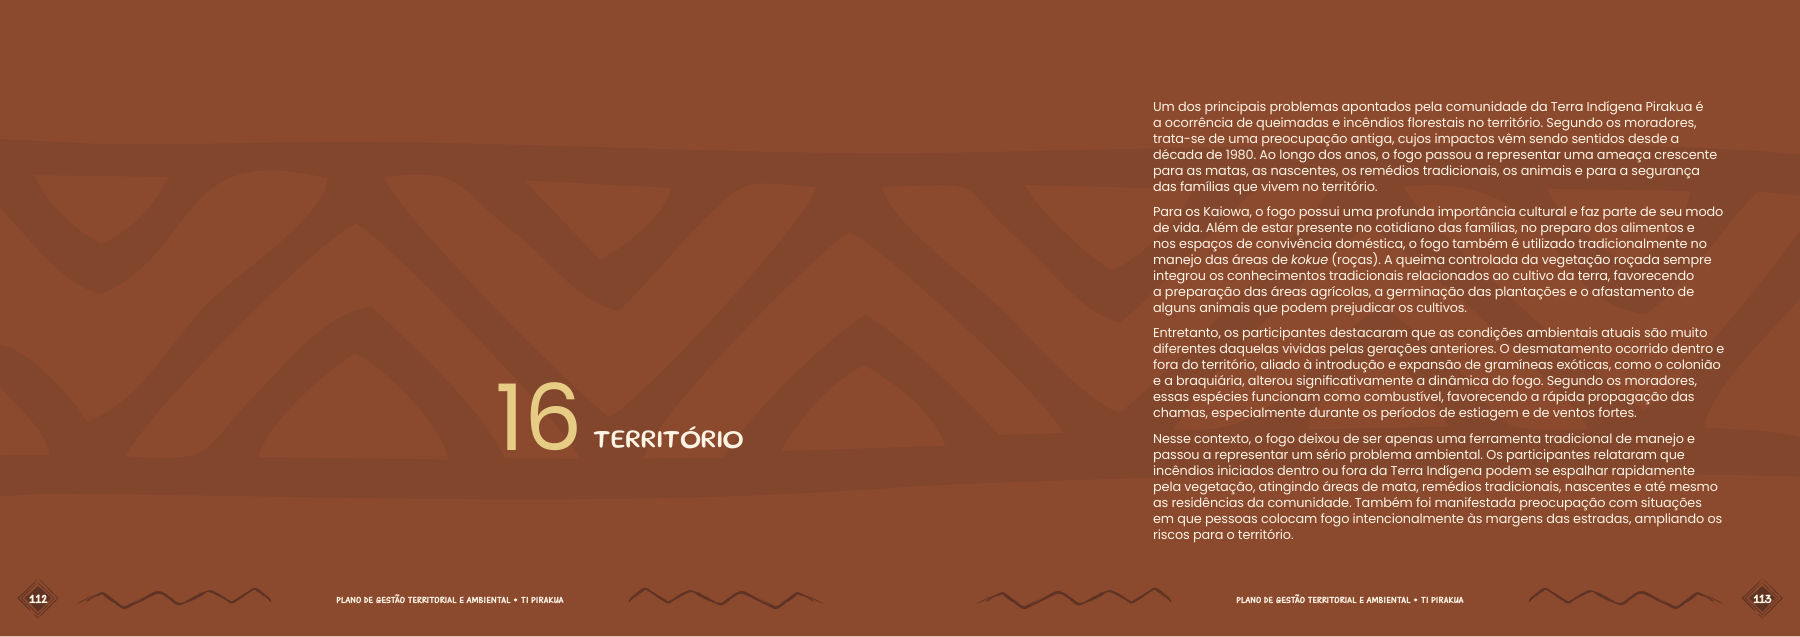 16 TERRITÓRIO
112
PLANO DE GESTÃO TERRITORIAL E AMBIENTAL • TI PIRAKUA
Um dos principais problemas apontados pela comunidade da Terra Indígena Pirakua é
a ocorrência de queimadas e incêndios florestais no território. Segundo os moradores,
trata-se de uma preocupação antiga, cujos impactos vêm sendo sentidos desde a
década de 1980. Ao longo dos anos, o fogo passou a representar uma ameaça crescente
para as matas, as nascentes, os remédios tradicionais, os animais e para a segurança
das famílias que vivem no território.
Para os Kaiowa, o fogo possui uma profunda importância cultural e faz parte de seu modo
de vida. Além de estar presente no cotidiano das famílias, no preparo dos alimentos e
nos espaços de convivência doméstica, o fogo também é utilizado tradicionalmente no
manejo das áreas de kokue (roças). A queima controlada da vegetação roçada sempre
integrou os conhecimentos tradicionais relacionados ao cultivo da terra, favorecendo
a preparação das áreas agrícolas, a germinação das plantações e o afastamento de
alguns animais que podem prejudicar os cultivos.
Entretanto, os participantes destacaram que as condições ambientais atuais são muito
diferentes daquelas vividas pelas gerações anteriores. O desmatamento ocorrido dentro e
fora do território, aliado à introdução e expansão de gramíneas exóticas, como o colonião
e a braquiária, alterou significativamente a dinâmica do fogo. Segundo os moradores,
essas espécies funcionam como combustível, favorecendo a rápida propagação das
chamas, especialmente durante os períodos de estiagem e de ventos fortes.
Nesse contexto, o fogo deixou de ser apenas uma ferramenta tradicional de manejo e
passou a representar um sério problema ambiental. Os participantes relataram que
incêndios iniciados dentro ou fora da Terra Indígena podem se espalhar rapidamente
pela vegetação, atingindo áreas de mata, remédios tradicionais, nascentes e até mesmo
as residências da comunidade. Também foi manifestada preocupação com situações
em que pessoas colocam fogo intencionalmente às margens das estradas, ampliando os
riscos para o território.
PLANO DE GESTÃO TERRITORIAL E AMBIENTAL • TI PIRAKUA
113